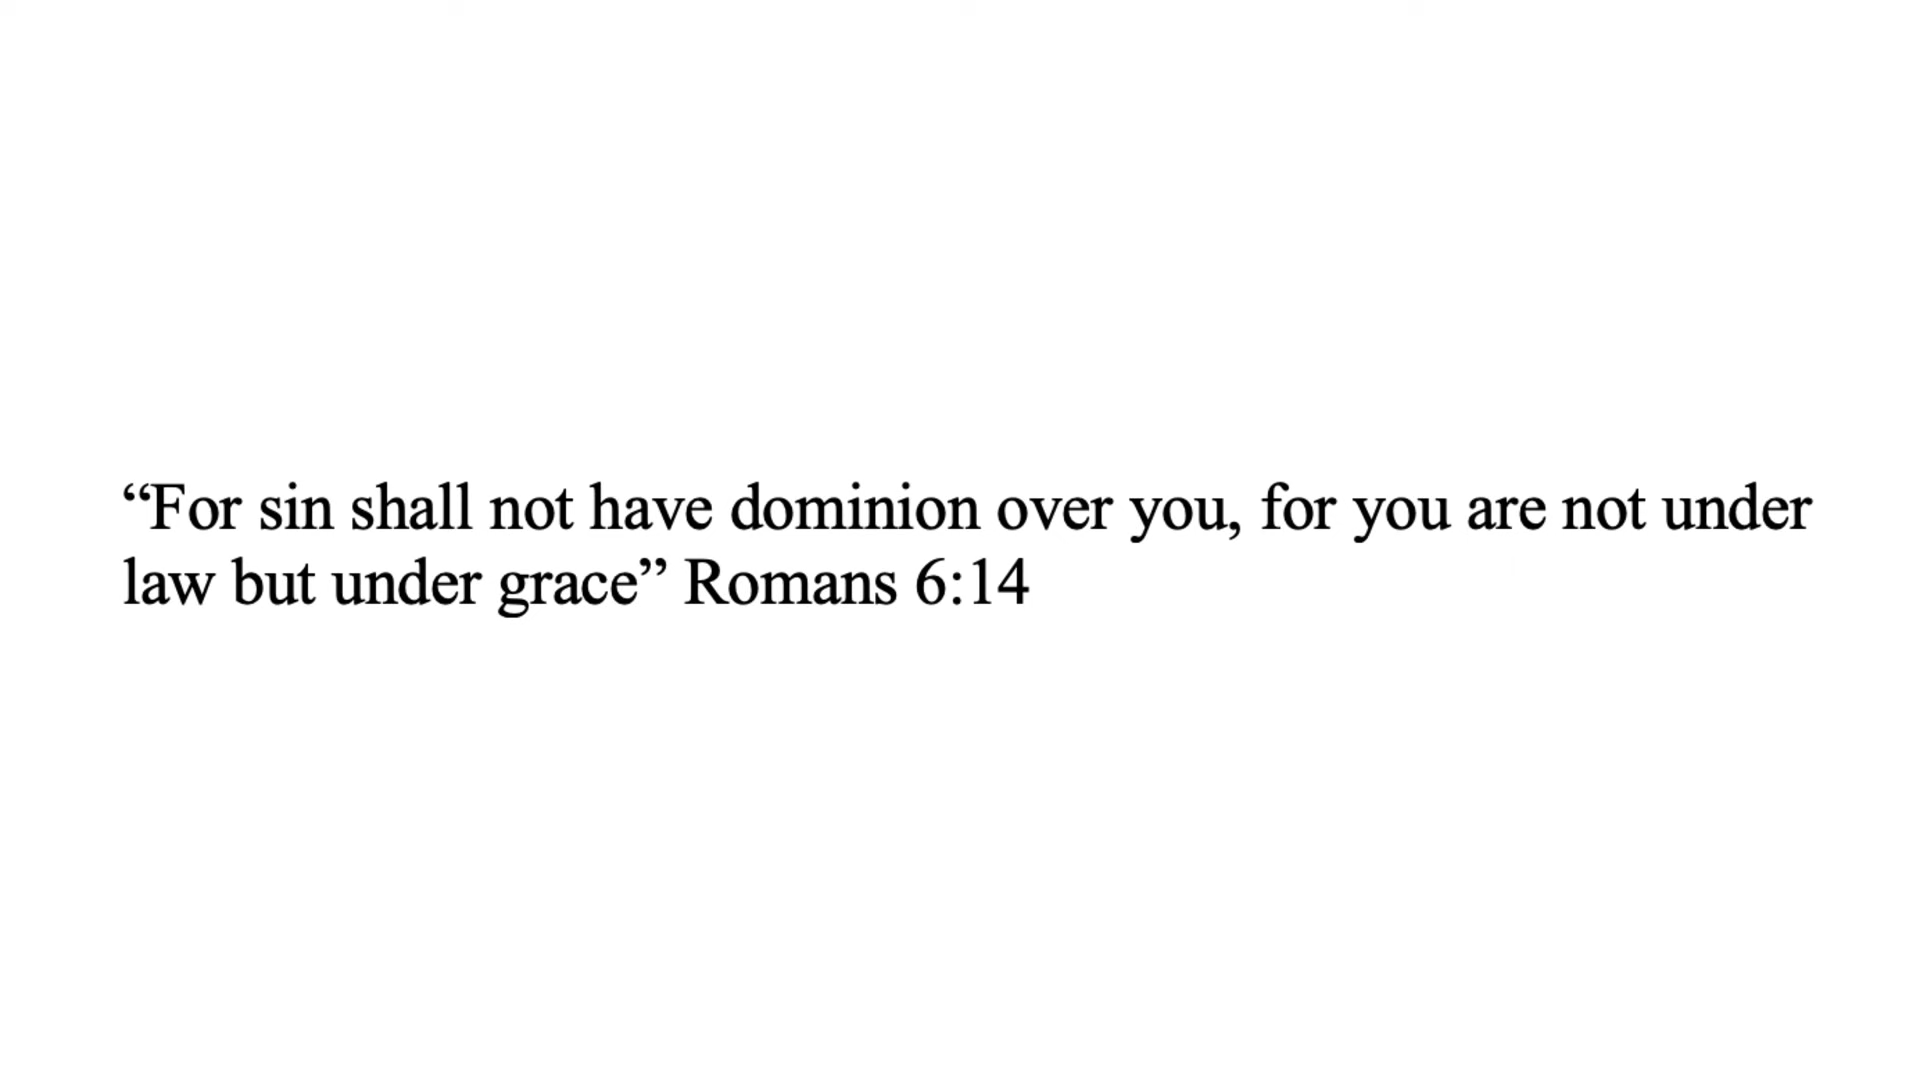 “For sin shall not have dominion over you, for you are not under
law but under grace” Romans 6:14